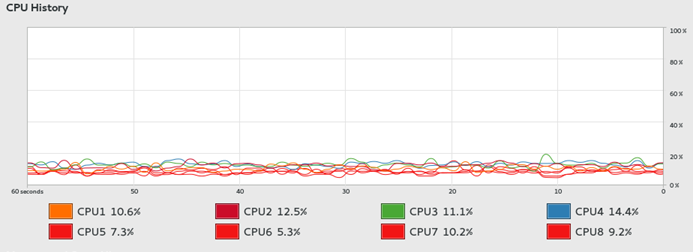 CPU History
100 %
80 %
60 %
40 %
20 %
0 %
60 seconds 50 40 30 20 10 0
CPU1 10.6% CPU2 12.5% CPU3 11.1% CPU4 14.4%
CPU5 7.3% CPU6 5.3% CPU7 10.2% CPU8 9.2%